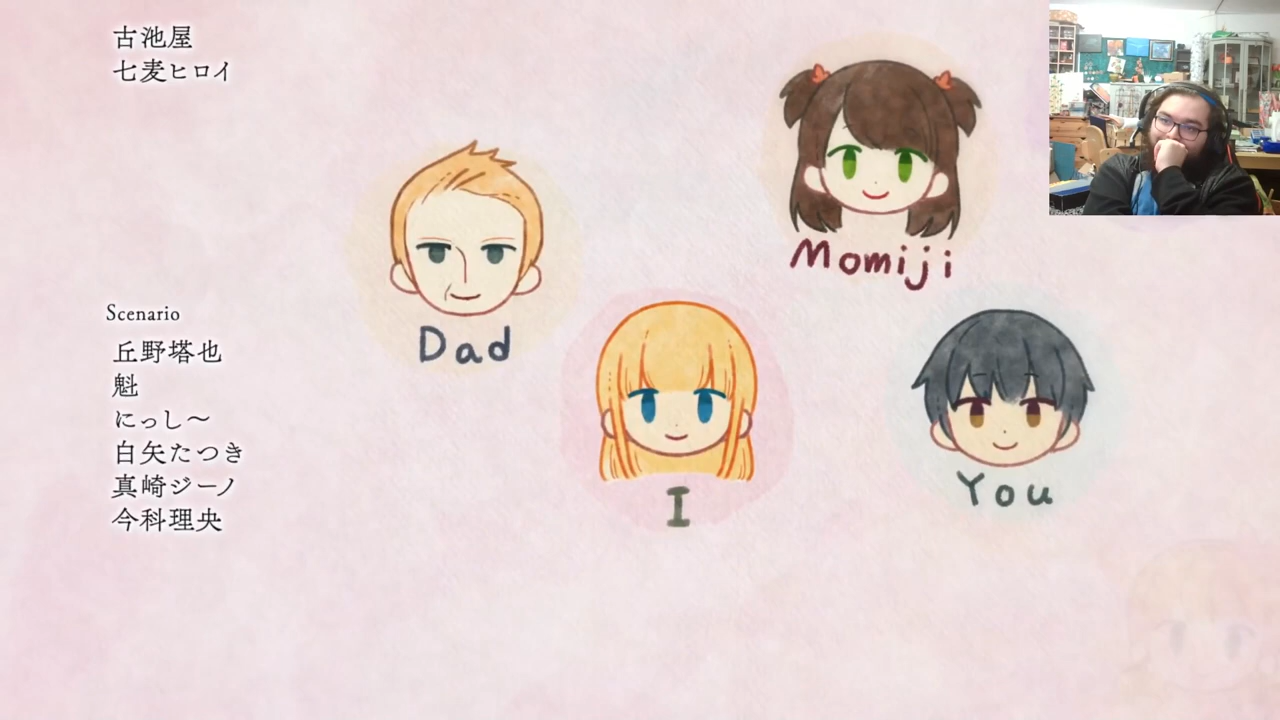 古池屋
七麦ヒロイ
Scenario
丘野塔也
魁
にっし～
白矢たつき
真崎ジーノ
今科理央
Momiji
Dad
I
You